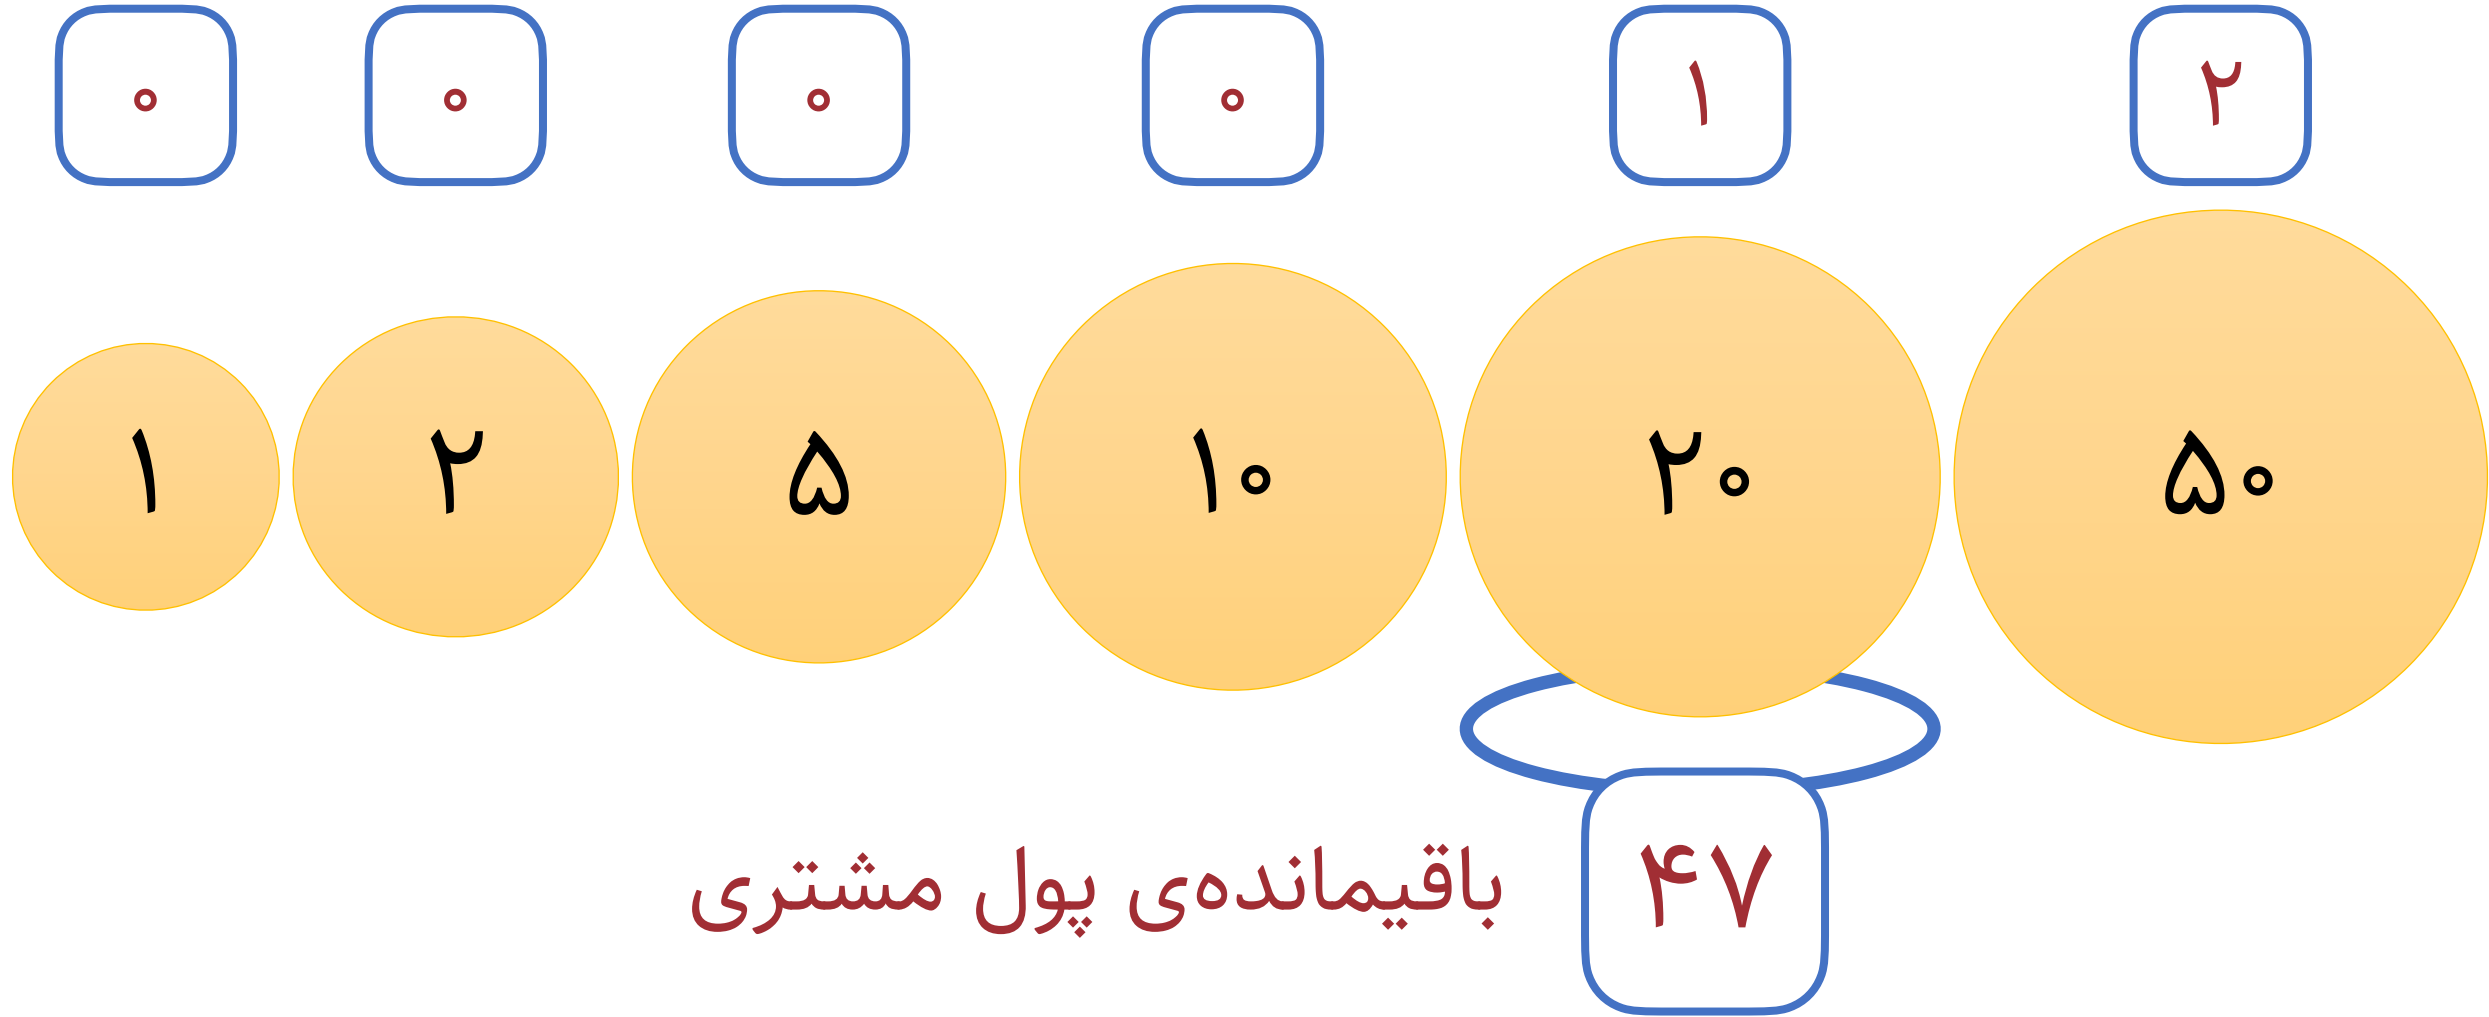 ۰ ۰ ۰ ۰ ۱ ۲
۱ ۲ ۵ ۱۰ ۲۰ ۵۰
۴۷
باقیمانده‌ی پول مشتری